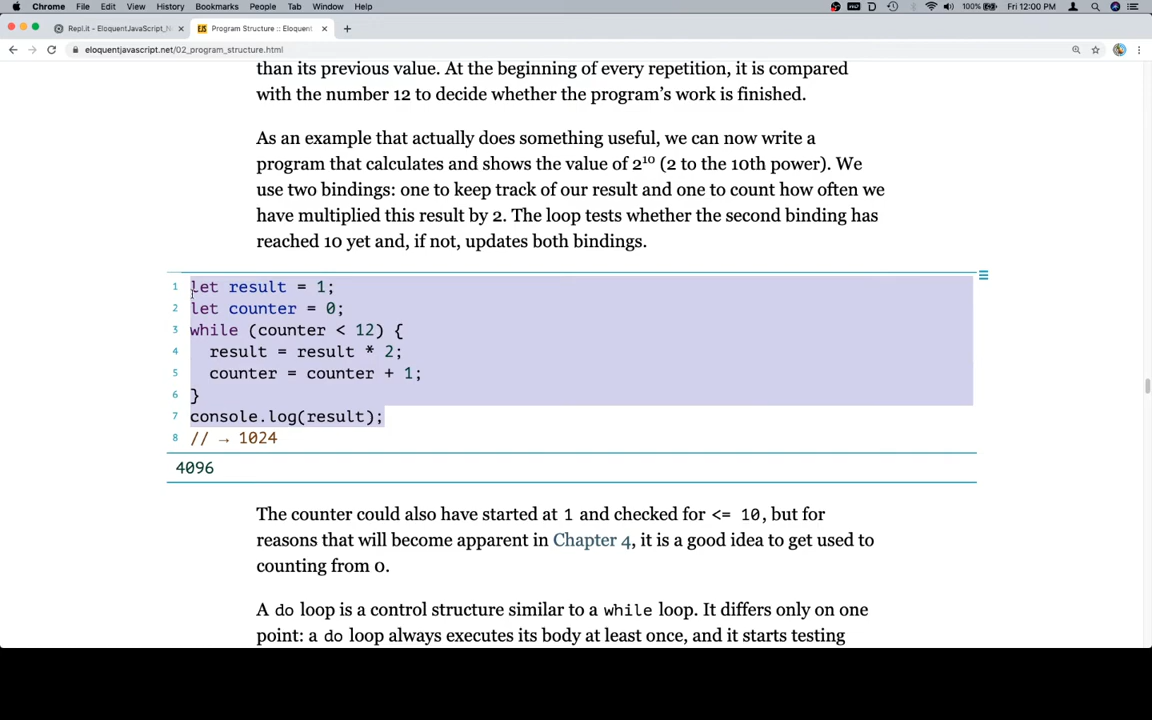 Chrome File Edit View History Bookmarks People Tab Window Help 100% Fri 12:00 PM
Repl.it - EloquentJavaScript_N Program Structure :: Eloquent
eloquentjavascript.net/02_program_structure.html
than its previous value. At the beginning of every repetition, it is compared
with the number 12 to decide whether the program’s work is finished.
As an example that actually does something useful, we can now write a
program that calculates and shows the value of 2¹⁰ (2 to the 10th power). We
use two bindings: one to keep track of our result and one to count how often we
have multiplied this result by 2. The loop tests whether the second binding has
reached 10 yet and, if not, updates both bindings.
1 let result = 1;
2 let counter = 0;
3 while (counter < 12) {
4 result = result * 2;
5 counter = counter + 1;
6 }
7 console.log(result);
8 // → 1024
4096
The counter could also have started at 1 and checked for <= 10, but for
reasons that will become apparent in Chapter 4, it is a good idea to get used to
counting from 0.
A do loop is a control structure similar to a while loop. It differs only on one
point: a do loop always executes its body at least once, and it starts testing